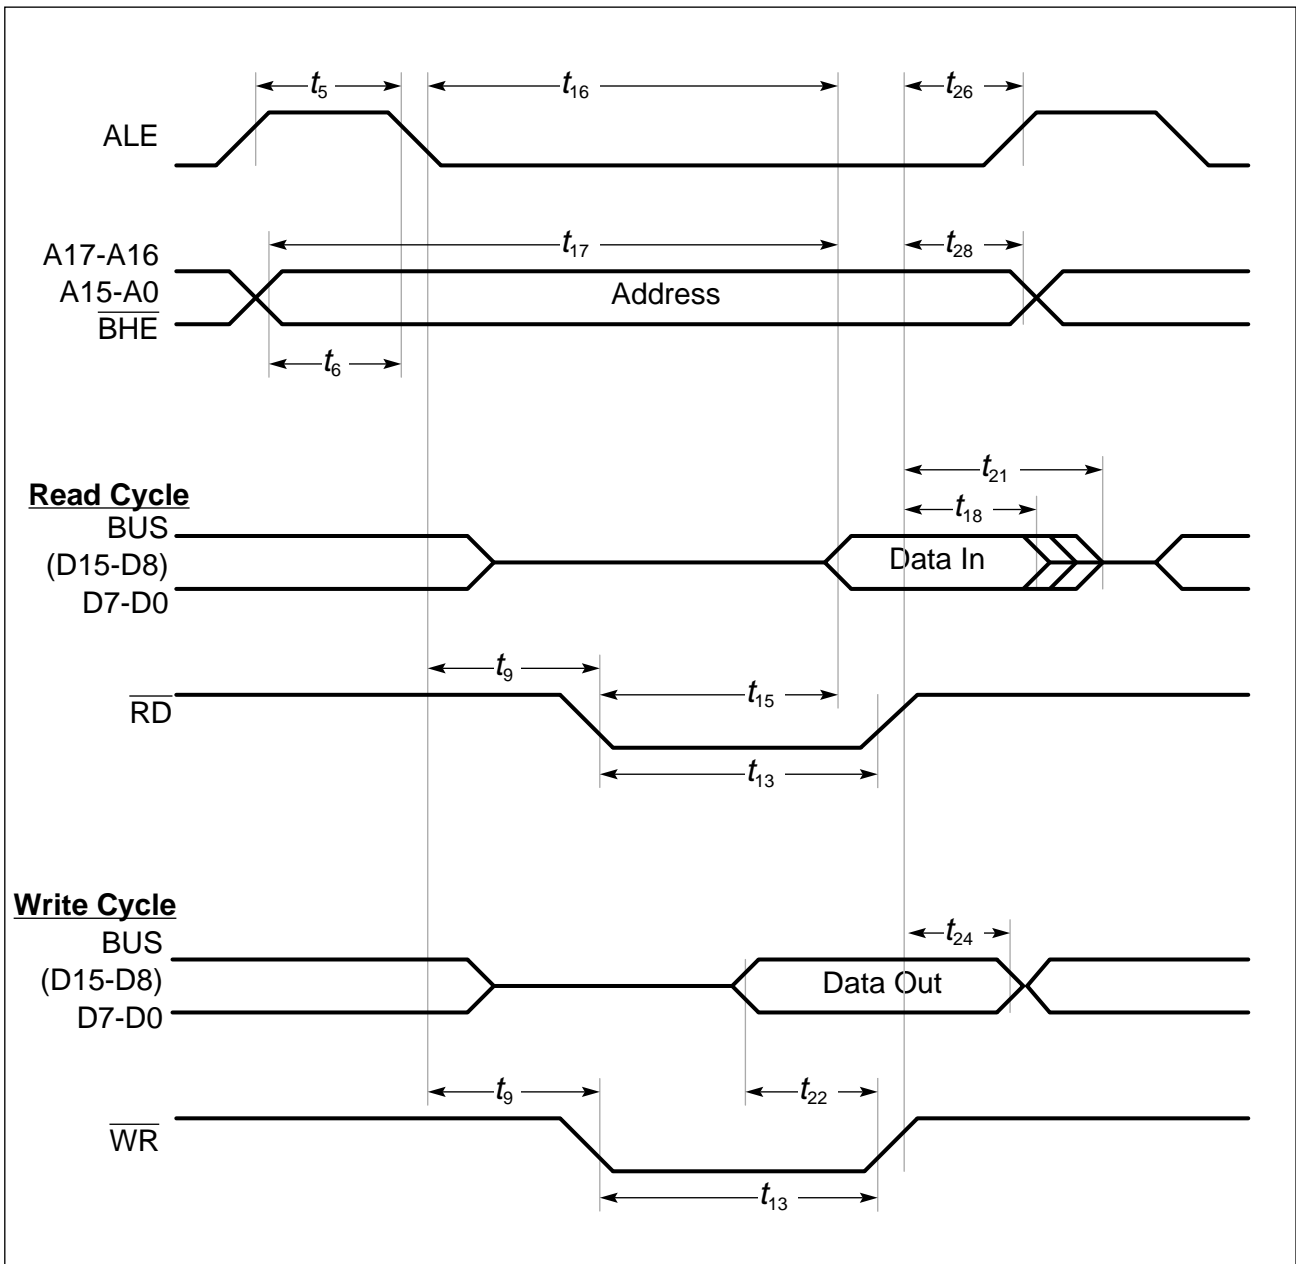 t5
t16
t26
ALE
A17-A16
t17
t28
A15-A0
Address
BHE
t6
t21
Read Cycle
t18
BUS
(D15-D8)
Data In
D7-D0
t9
t15
RD
t13
Write Cycle
t24
BUS
(D15-D8)
Data Out
D7-D0
t9
t22
WR
t13